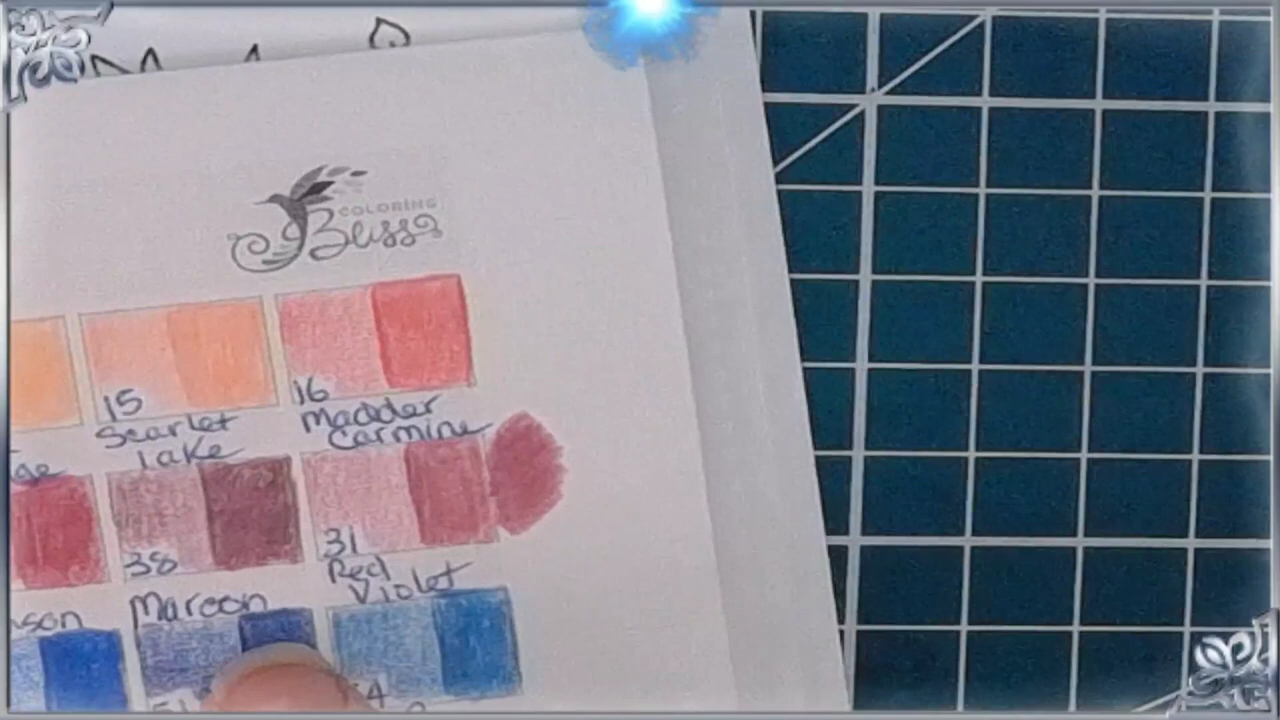 COLORING
Bliss
15
Scarlet
lake
16
Madder
Carmine
38
Maroon
31
Red
Violet